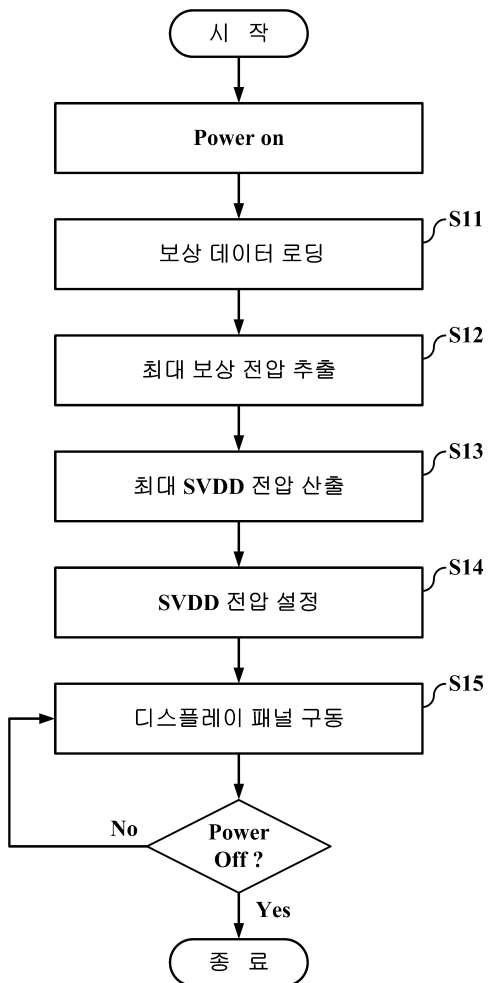 시 작
Power on
S11
보상 데이터 로딩
S12
최대 보상 전압 추출
S13
최대 SVDD 전압 산출
S14
SVDD 전압 설정
S15
디스플레이 패널 구동
No
Power
Off ?
Yes
종 료